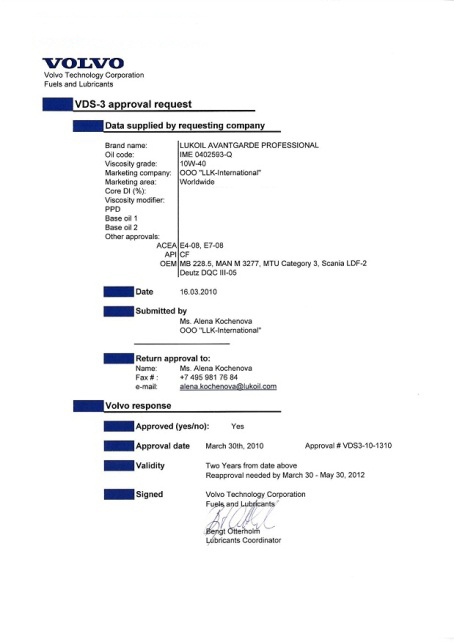 VOLVO
Volvo Technology Corporation
Fuels and Lubricants
VDS-3 approval request
Data supplied by requesting company
Brand name: LUKOIL AVANTGARDE PROFESSIONAL
Oil code: IME 0402593-Q
Viscosity grade: 10W-40
Marketing company: OOO "LLK-International"
Marketing area: Worldwide
Core DI (%):
Viscosity modifier:
PPD
Base oil 1
Base oil 2
Other approvals:
ACEA E4-08, E7-08
API CF
OEM MB 228.5, MAN M 3277, MTU Category 3, Scania LDF-2
Deutz DQC III-05
Date 16.03.2010
Submitted by
Ms. Alena Kochenova
OOO "LLK-International"
Return approval to:
Name: Ms. Alena Kochenova
Fax # : +7 495 981 76 84
e-mail: alena.kochenova@lukoil.com
Volvo response
Approved (yes/no): Yes
Approval date March 30th, 2010 Approval # VDS3-10-1310
Validity Two Years from date above
Reapproval needed by March 30 - May 30, 2012
Signed Volvo Technology Corporation
Fuels and Lubricants
Bengt Otterholm
Lubricants Coordinator